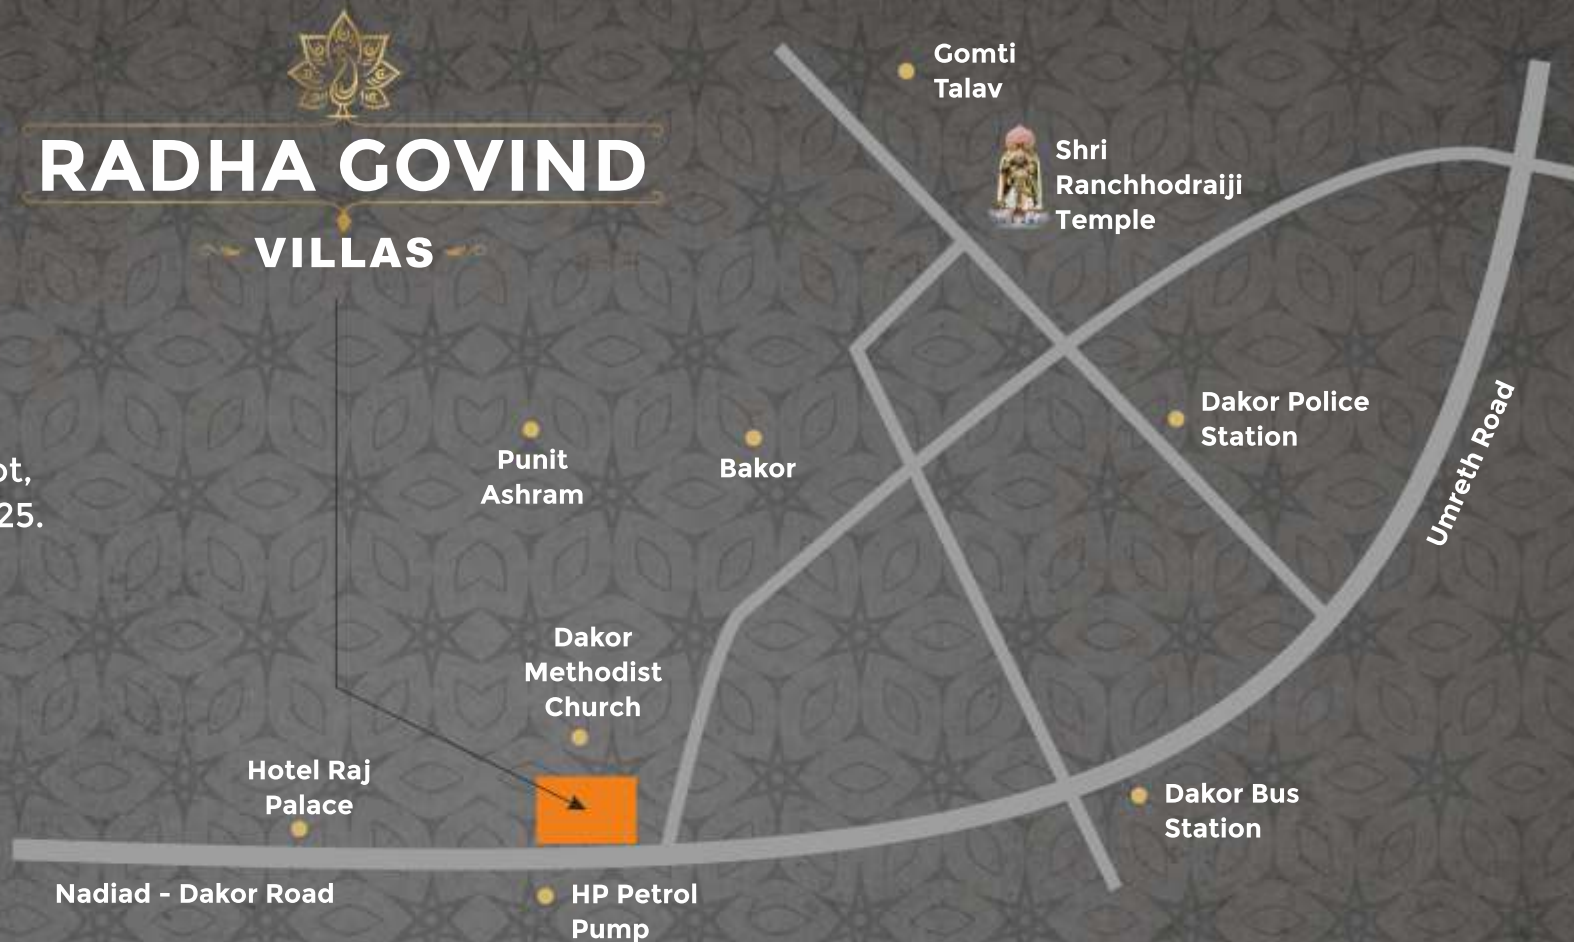 RADHA GOVIND
VILLAS
Gomti
Talav
Shri
Ranchhodraiji
Temple
Dakor Police
Station
Umreth Road
Punit
Ashram
Bakor
25.
Dakor
Methodist
Church
Hotel Raj
Palace
Dakor Bus
Station
Nadiad - Dakor Road
HP Petrol
Pump